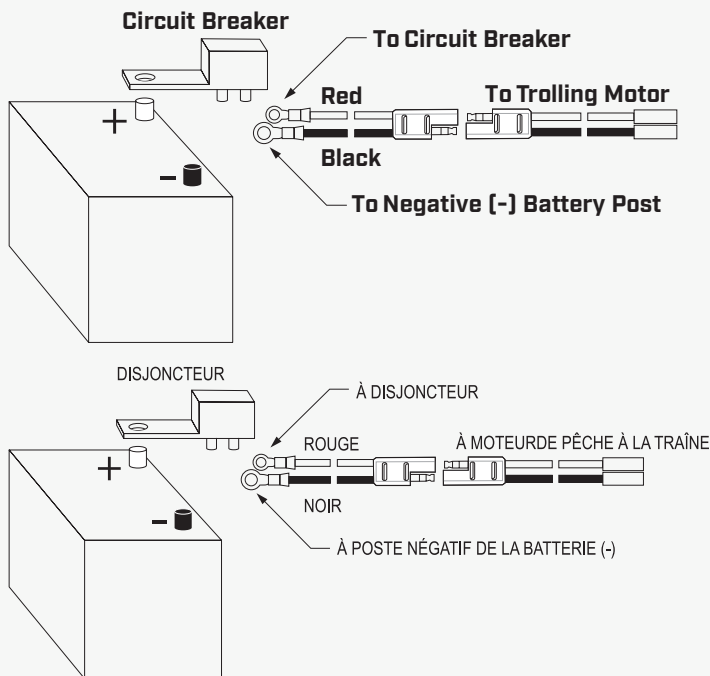 Circuit Breaker
To Circuit Breaker
Red
To Trolling Motor
+
Black
-
To Negative (-) Battery Post
DISJONCTEUR
À DISJONCTEUR
ROUGE
À MOTEURDE PÊCHE À LA TRAÎNE
+
NOIR
-
À POSTE NÉGATIF DE LA BATTERIE (-)